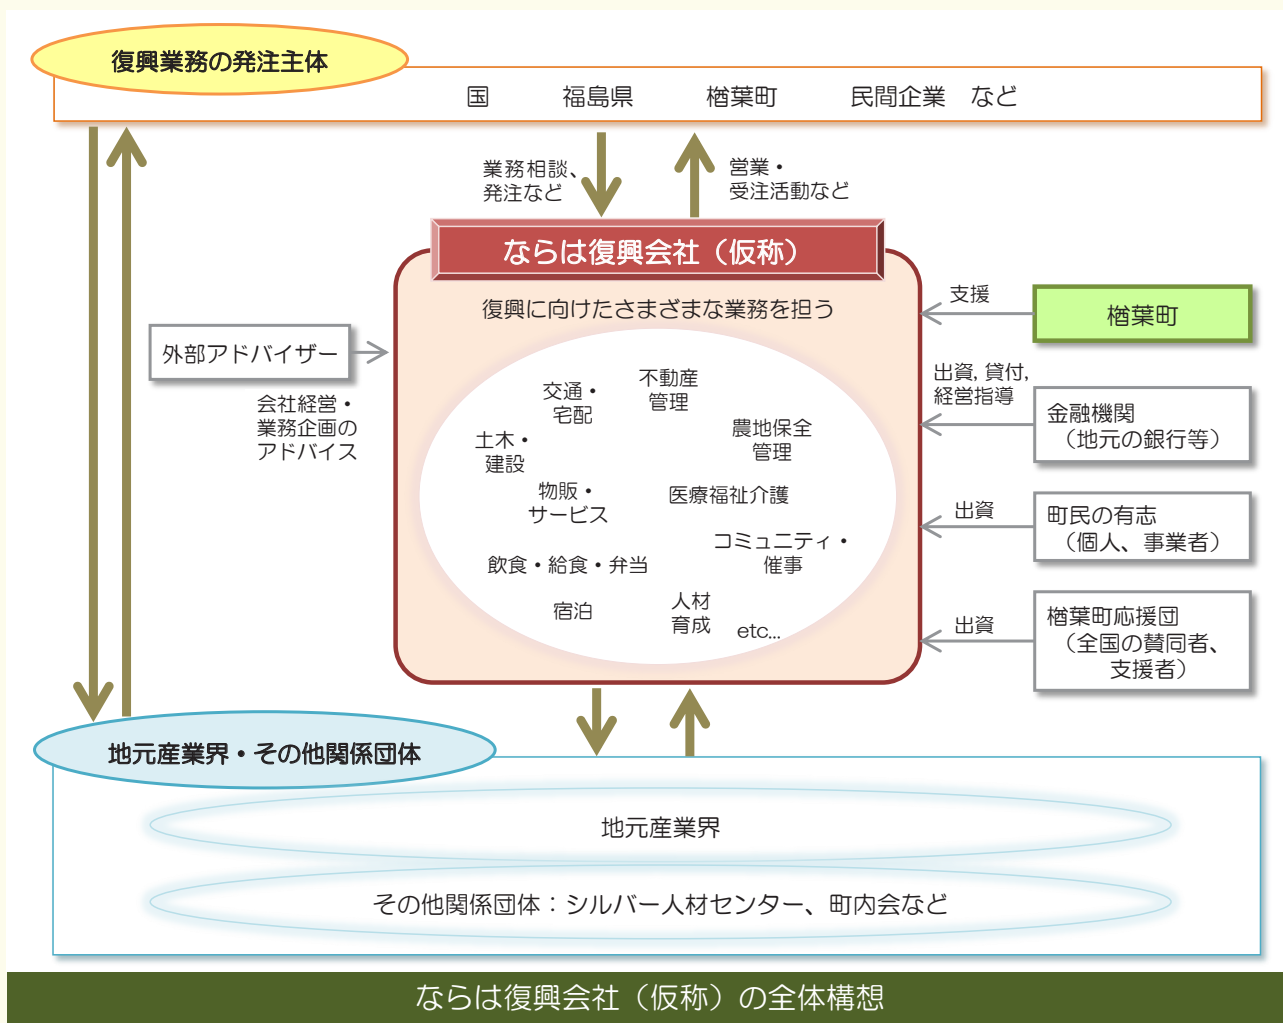 復興業務の発注主体
国　福島県　楢葉町　民間企業　など
業務相談、
発注など
営業・
受注活動など
ならは復興会社（仮称）
復興に向けたさまざまな業務を担う
外部アドバイザー
会社経営・
業務企画の
アドバイス
交通・
宅配
不動産
管理
土木・
建設
農地保全
管理
物販・
サービス
医療福祉介護
飲食・給食・弁当
コミュニティ・
催事
宿泊
人材
育成
etc...
支援
楢葉町
出資, 貸付,
経営指導
金融機関
（地元の銀行等）
出資
町民の有志
（個人、事業者）
出資
楢葉町応援団
（全国の賛同者、
支援者）
地元産業界・その他関係団体
地元産業界
その他関係団体：シルバー人材センター、町内会など
ならは復興会社（仮称）の全体構想